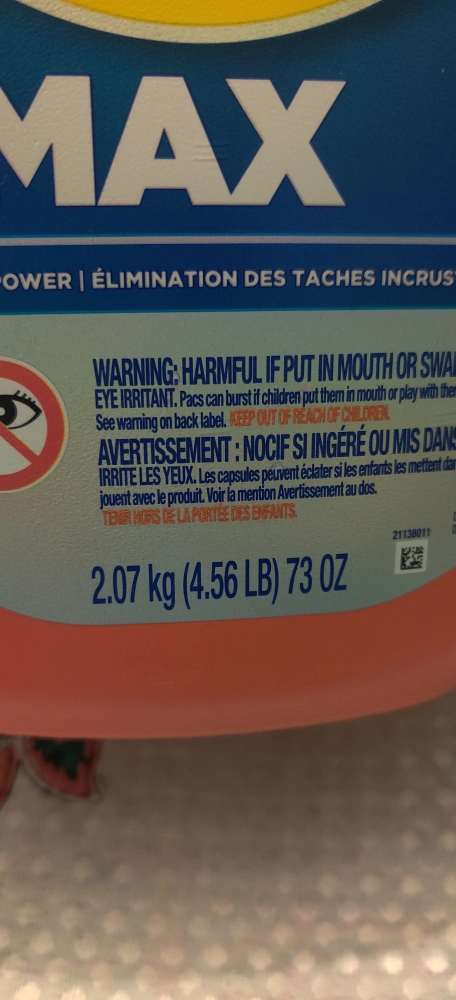 MAX
POWER | ÉLIMINATION DES TACHES INCRUS
WARNING: HARMFUL IF PUT IN MOUTH OR SWAL
EYE IRRITANT. Pacs can burst if children put them in mouth or play with them
See warning on back label. KEEP OUT OF REACH OF CHILDREN.
AVERTISSEMENT : NOCIF SI INGÉRÉ OU MIS DANS
IRRITE LES YEUX. Les capsules peuvent éclater si les enfants les mettent dan
jouent avec le produit. Voir la mention Avertissement au dos.
TENIR HORS DE LA PORTÉE DES ENFANTS.
21138011
2.07 kg (4.56 LB) 73 OZ